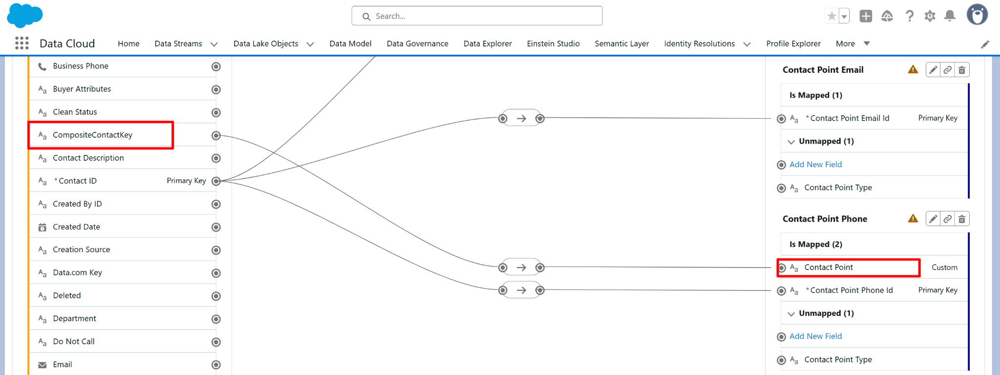 Search...
Data Cloud
Home
Data Streams
Data Lake Objects
Data Model
Data Governance
Data Explorer
Einstein Studio
Semantic Layer
Identity Resolutions
Profile Explorer
More
Business Phone
Buyer Attributes
Clean Status
CompositeContactKey
Contact Description
* Contact ID Primary Key
Created By ID
Created Date
Creation Source
Data.com Key
Deleted
Department
Do Not Call
Email
Contact Point Email
Is Mapped (1)
* Contact Point Email Id Primary Key
Unmapped (1)
Add New Field
Contact Point Type
Contact Point Phone
Is Mapped (2)
Contact Point Custom
* Contact Point Phone Id Primary Key
Unmapped (1)
Add New Field
Contact Point Type